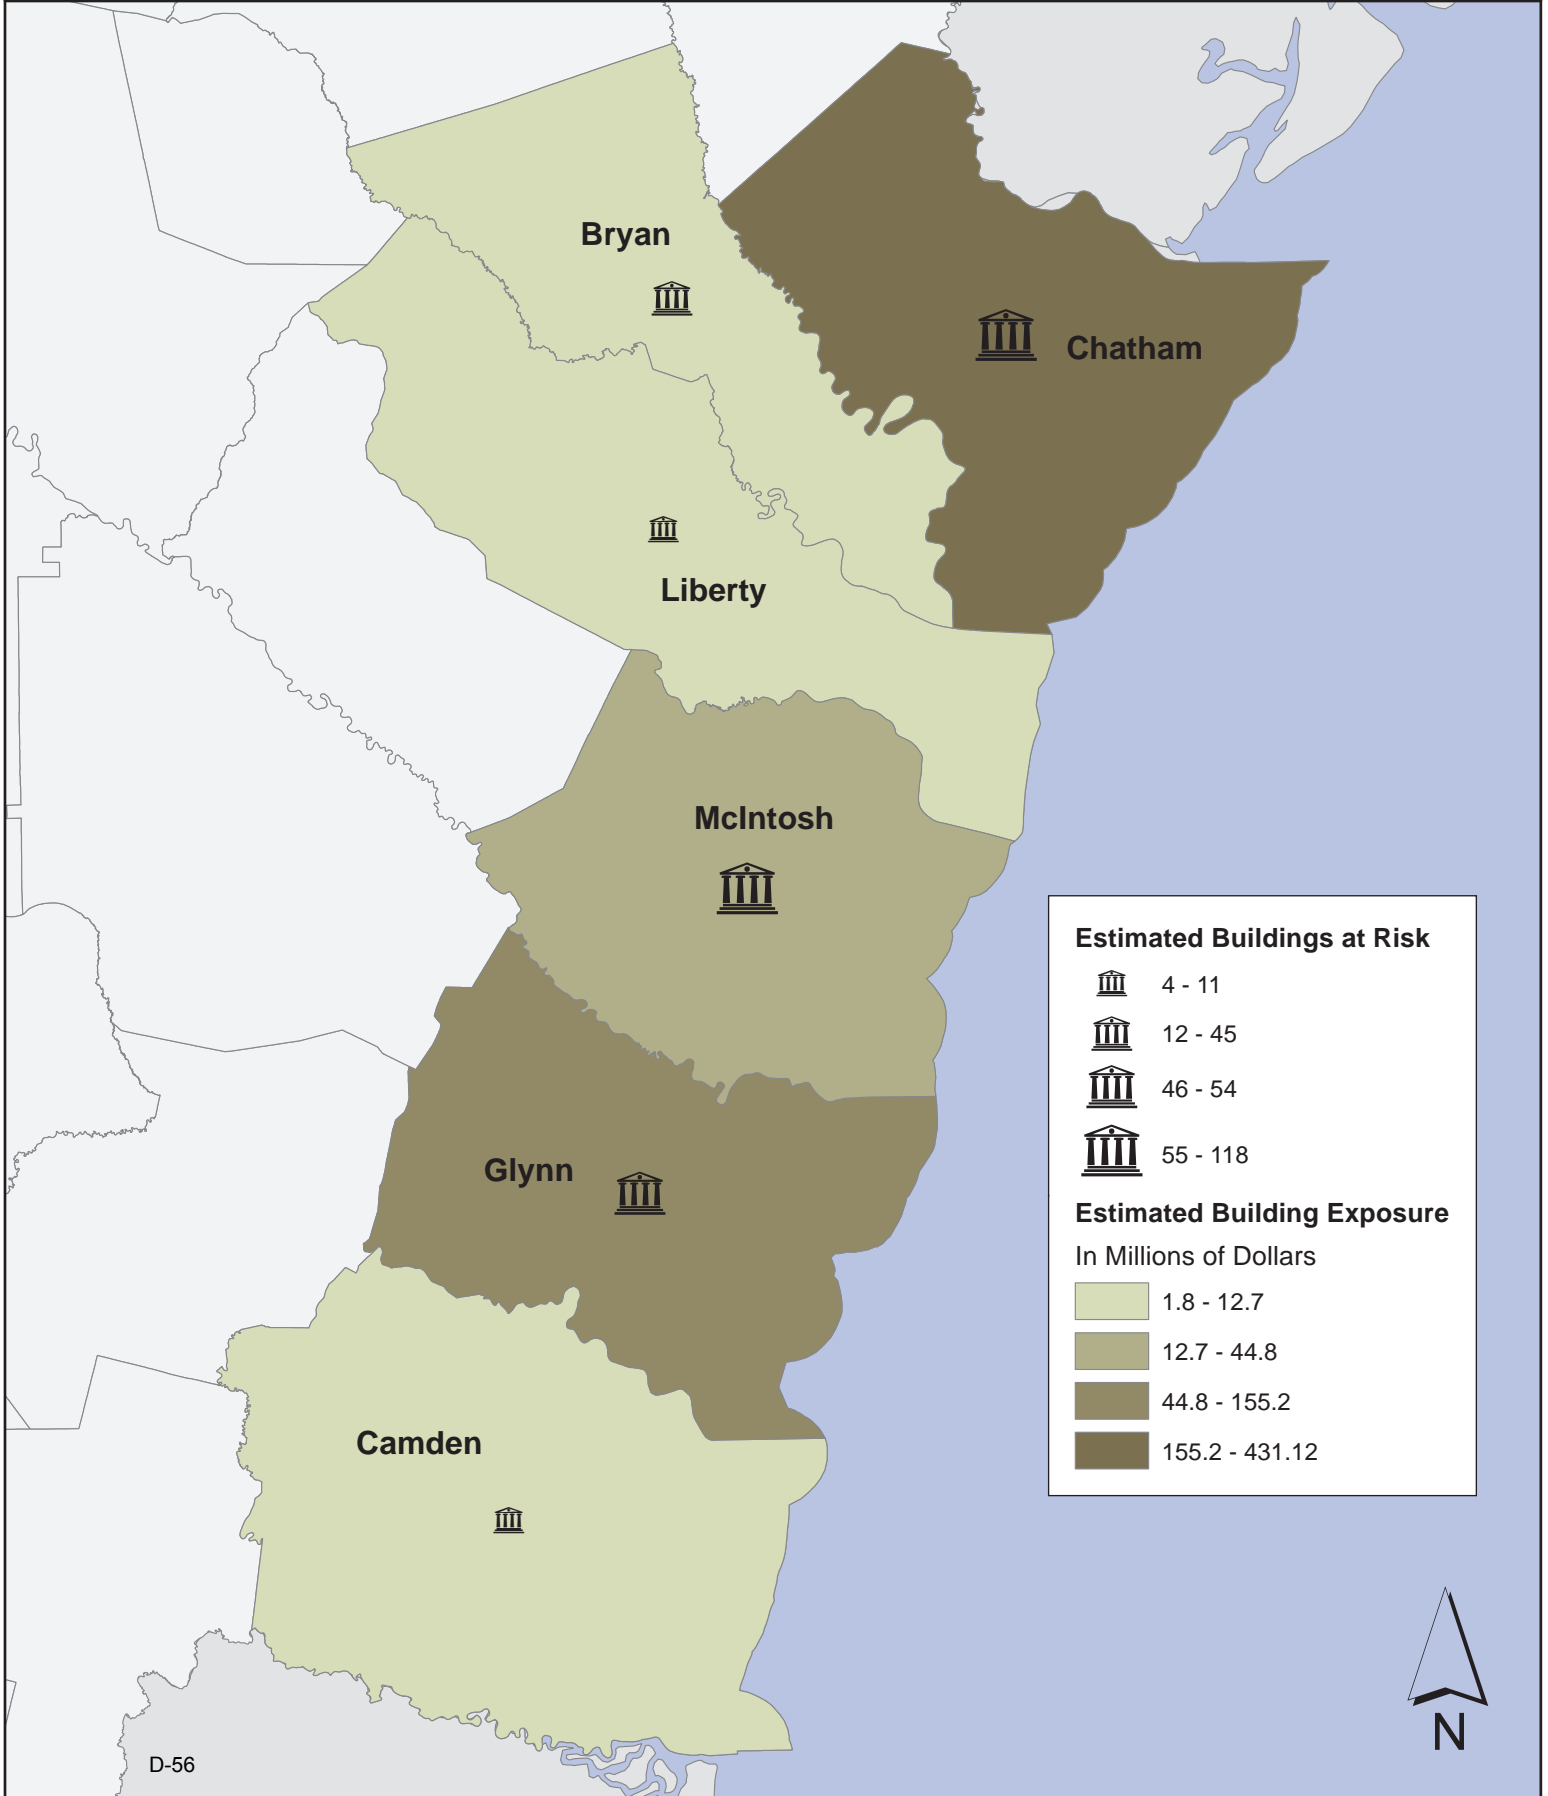 Bryan
Chatham
Liberty
McIntosh
Glynn
Camden
Estimated Buildings at Risk
4 - 11
12 - 45
46 - 54
55 - 118
Estimated Building Exposure
In Millions of Dollars
1.8 - 12.7
12.7 - 44.8
44.8 - 155.2
155.2 - 431.12
N
D-56